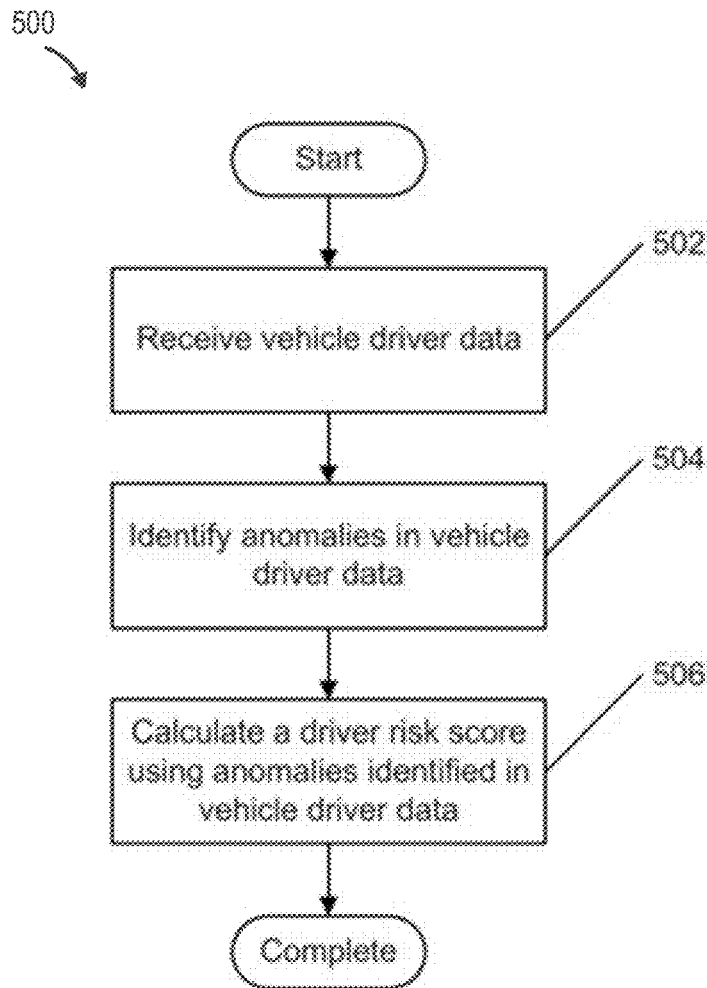 500
Start
502
Receive vehicle driver data
504
Identify anomalies in vehicle
driver data
506
Calculate a driver risk score
using anomalies identified in
vehicle driver data
Complete